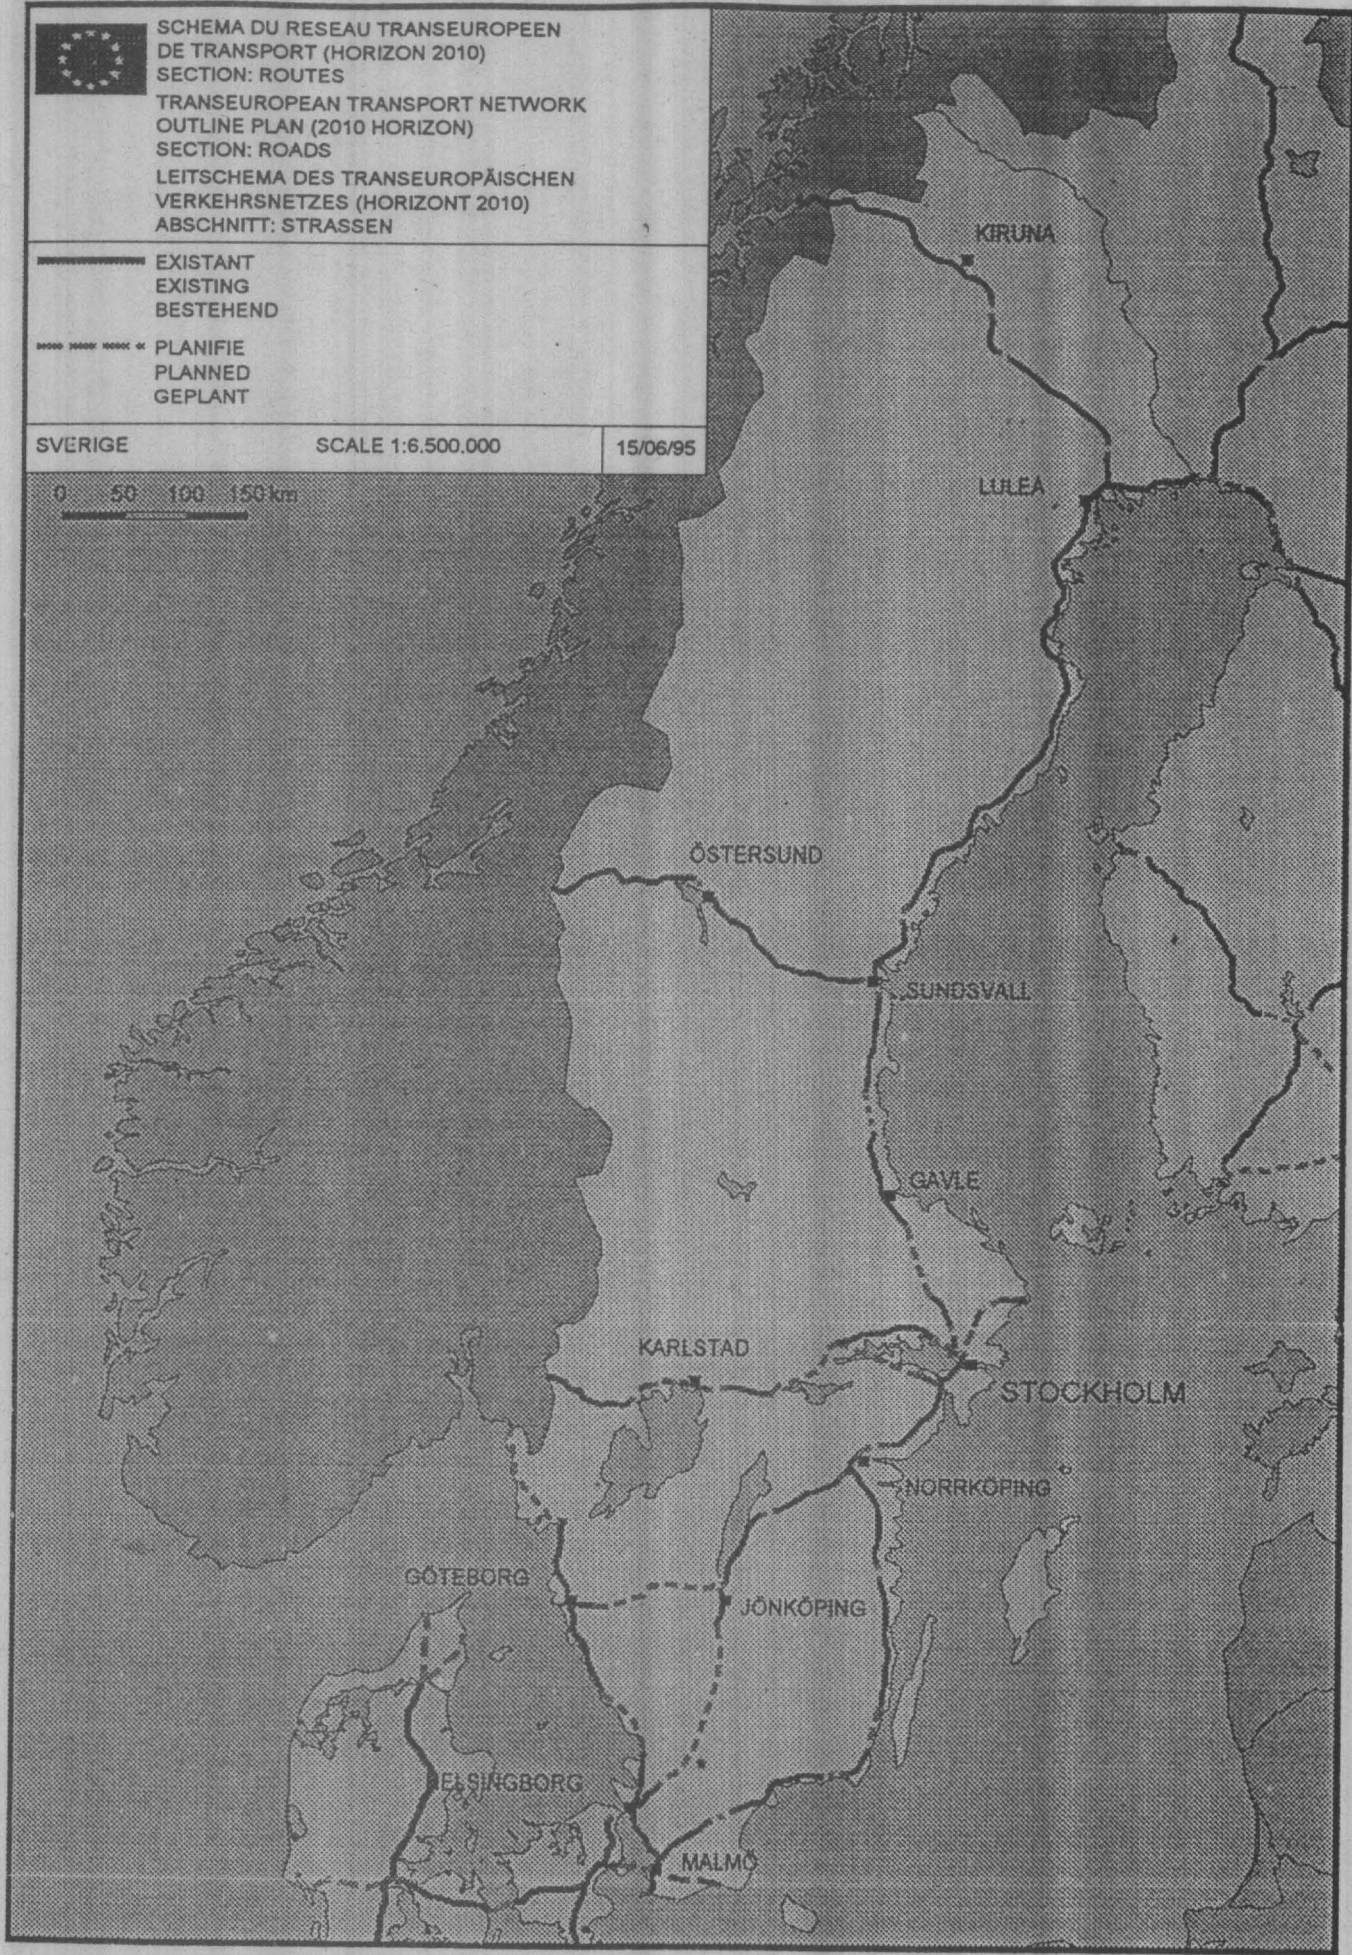 SCHEMA DU RESEAU TRANSEUROPEEN
DE TRANSPORT (HORIZON 2010)
SECTION: ROUTES
TRANSEUROPEAN TRANSPORT NETWORK
OUTLINE PLAN (2010 HORIZON)
SECTION: ROADS
LEITSCHEMA DES TRANSEUROPÄISCHEN
VERKEHRSNETZES (HORIZONT 2010)
ABSCHNITT: STRASSEN
EXISTANT
EXISTING
BESTEHEND
PLANIFIE
PLANNED
GEPLANT
SVERIGE SCALE 1:6.500.000 15/06/95
0 50 100 150 km
KIRUNA
LULEÅ
ÖSTERSUND
SUNDSVALL
GÄVLE
KARLSTAD
STOCKHOLM
NORRKÖPING
GÖTEBORG
JÖNKÖPING
HELSINGBORG
MALMÖ